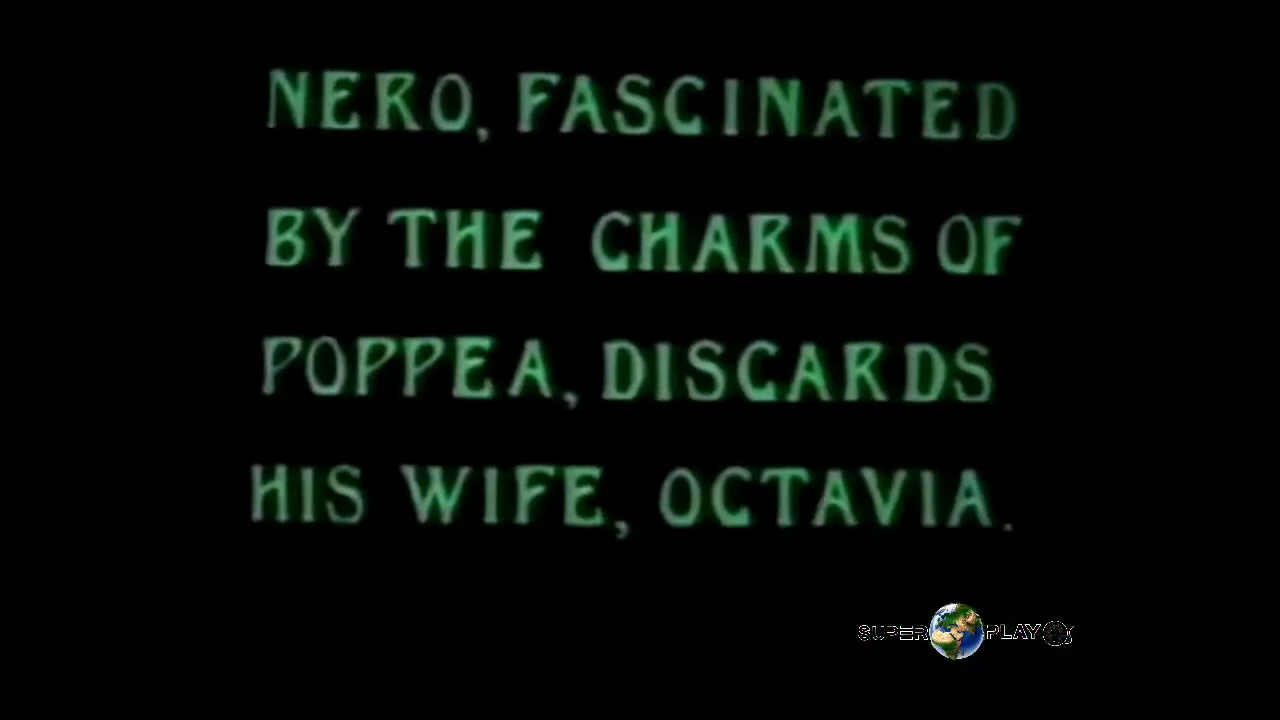 NERO, FASCINATED
BY THE CHARMS OF
POPPEA, DISCARDS
HIS WIFE, OCTAVIA.
SUPER PLAY